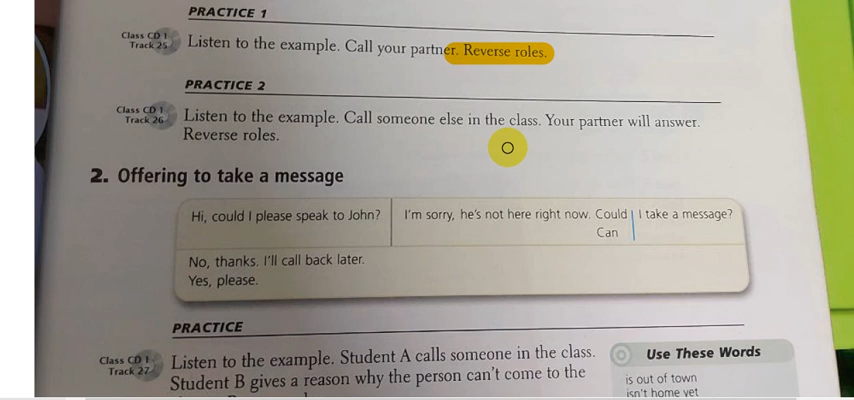 PRACTICE 1
Class CD 1
Track 25
Listen to the example. Call your partner. Reverse roles.
PRACTICE 2
Class CD 1
Track 26
Listen to the example. Call someone else in the class. Your partner will answer.
Reverse roles.
2. Offering to take a message
Hi, could I please speak to John?
I'm sorry, he's not here right now. Could I take a message?
Can
No, thanks. I'll call back later.
Yes, please.
PRACTICE
Class CD 1
Track 27
Listen to the example. Student A calls someone in the class.
Student B gives a reason why the person can't come to the
Use These Words
is out of town
isn't home yet